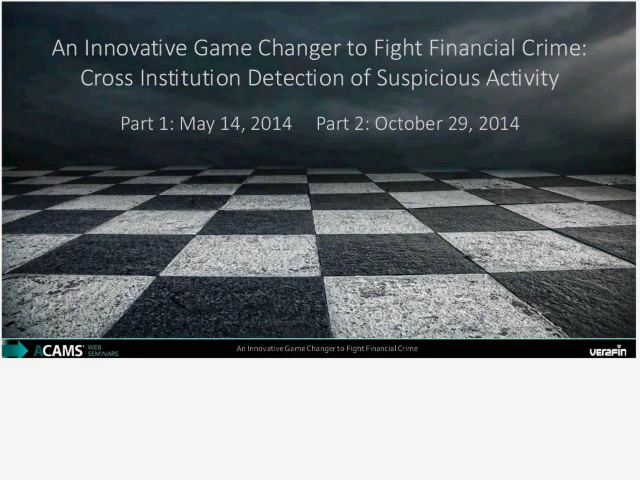 An Innovative Game Changer to Fight Financial Crime:
Cross Institution Detection of Suspicious Activity
Part 1: May 14, 2014 Part 2: October 29, 2014
ACAMS WEB
SEMINARS
An Innovative Game Changer to Fight Financial Crime
verafin